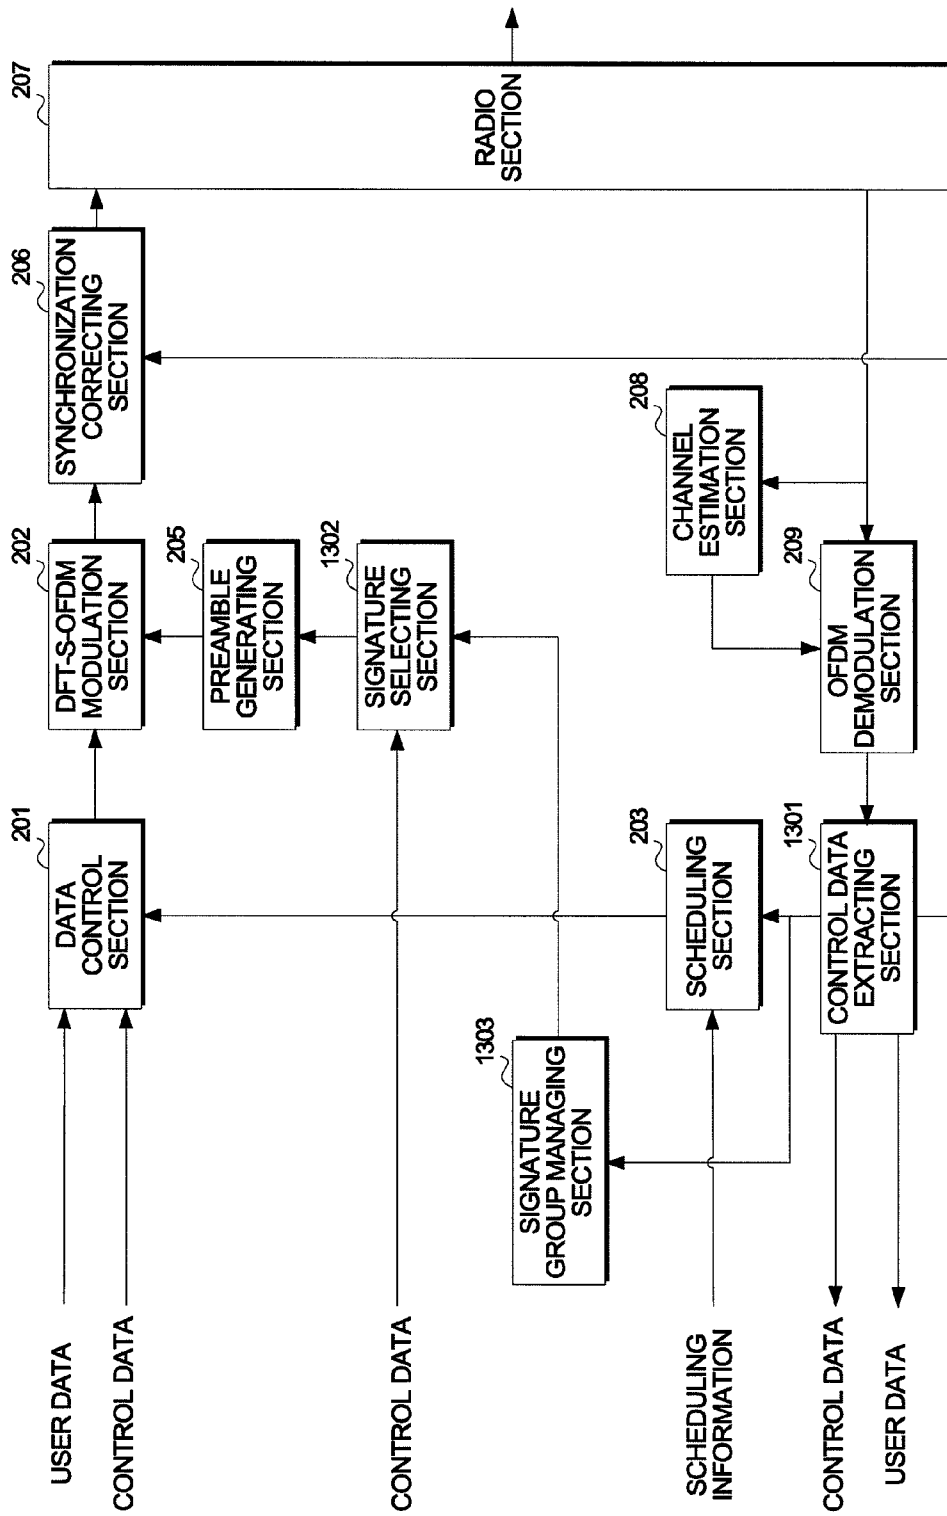 207
RADIO
SECTION
206
SYNCHRONIZATION
CORRECTING
SECTION
202
DFT-S-OFDM
MODULATION
SECTION
201
DATA
CONTROL
SECTION
USER DATA
CONTROL DATA
205
PREAMBLE
GENERATING
SECTION
1302
SIGNATURE
SELECTING
SECTION
CONTROL DATA
1303
SIGNATURE
GROUP MANAGING
SECTION
208
CHANNEL
ESTIMATION
SECTION
203
SCHEDULING
SECTION
SCHEDULING
INFORMATION
209
OFDM
DEMODULATION
SECTION
1301
CONTROL DATA
EXTRACTING
SECTION
CONTROL DATA
USER DATA